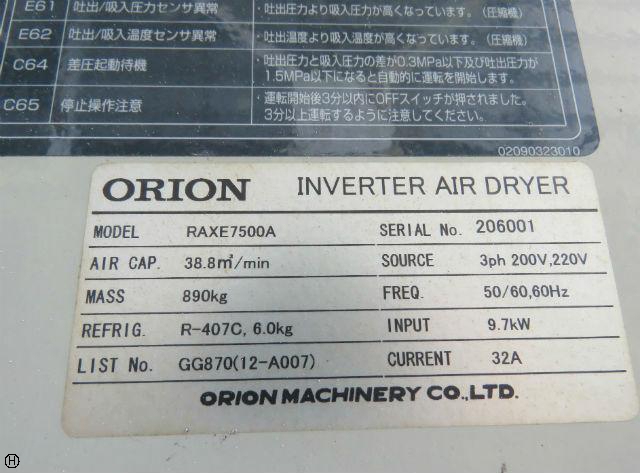 E61 吐出/吸入圧力センサ異常 ・吐出圧力より吸入圧力が高くなっています。(圧縮機)
E62 吐出/吸入温度センサ異常 ・吐出温度より吸入温度が高くなっています。(圧縮機)
C64 差圧起動待機 ・吐出圧力と吸入圧力の差が0.3MPa以下及び吐出圧力が
1.5MPa以下になると自動的に運転を開始します。
C65 停止操作注意 ・運転開始後3分以内にOFFスイッチが押されました。
3分以上運転するように注意してください。
02090323010
ORION INVERTER AIR DRYER
MODEL RAXE7500A SERIAL No. 206001
AIR CAP. 38.8㎥/min SOURCE 3ph 200V,220V
MASS 890kg FREQ. 50/60,60Hz
REFRIG. R-407C, 6.0kg INPUT 9.7kW
LIST No. GG870(12-A007) CURRENT 32A
ORION MACHINERY CO.,LTD.
H